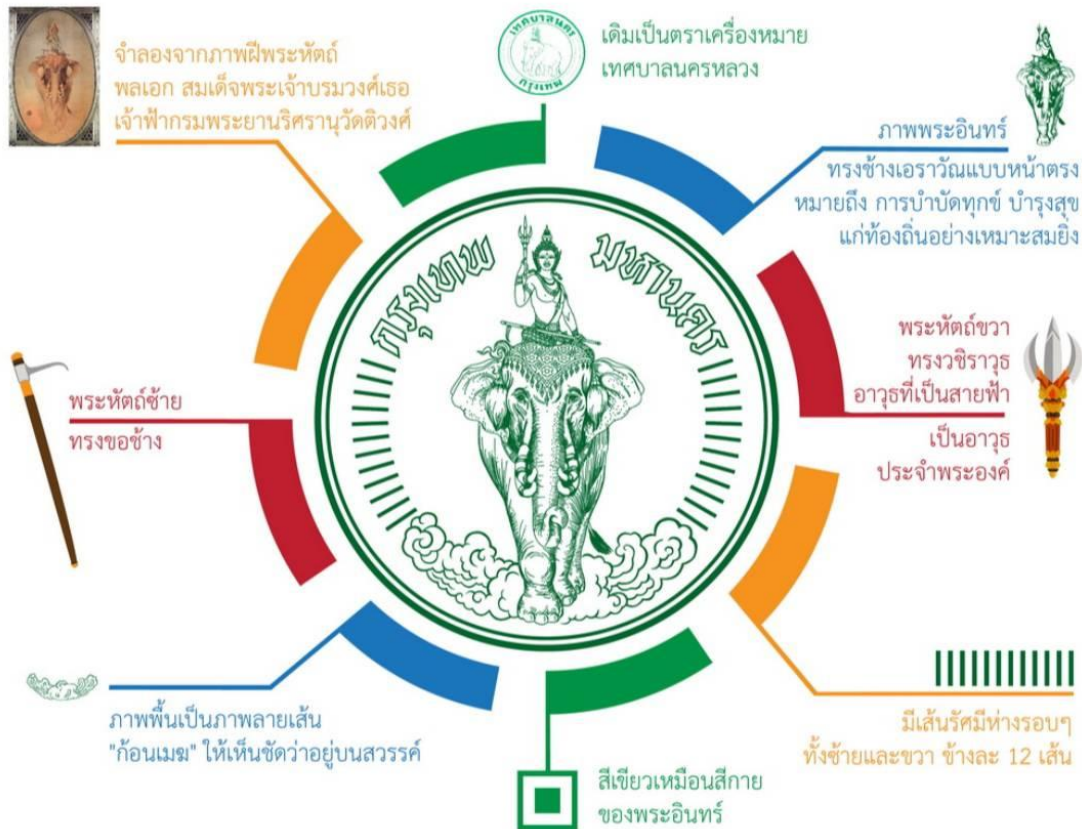 จำลองจากภาพฝีพระหัตถ์
พลเอก สมเด็จพระเจ้าบรมวงศ์เธอ
เจ้าฟ้ากรมพระยานริศรานุวัดติวงศ์
เทศบาลนคร
กรุงเทพ
เดิมเป็นตราเครื่องหมาย
เทศบาลนครหลวง
ภาพพระอินทร์
ทรงช้างเอราวัณแบบหน้าตรง
หมายถึง การบำบัดทุกข์ บำรุงสุข
แก่ท้องถิ่นอย่างเหมาะสมยิ่ง
กรุงเทพ มหานคร
พระหัตถ์ซ้าย
ทรงขอช้าง
พระหัตถ์ขวา
ทรงวชิราวุธ
อาวุธที่เป็นสายฟ้า
เป็นอาวุธ
ประจำพระองค์
ภาพพื้นเป็นภาพลายเส้น
"ก้อนเมฆ" ให้เห็นชัดว่าอยู่บนสวรรค์
มีเส้นรัศมีห่างรอบๆ
ทั้งซ้ายและขวา ข้างละ 12 เส้น
สีเขียวเหมือนสีกาย
ของพระอินทร์